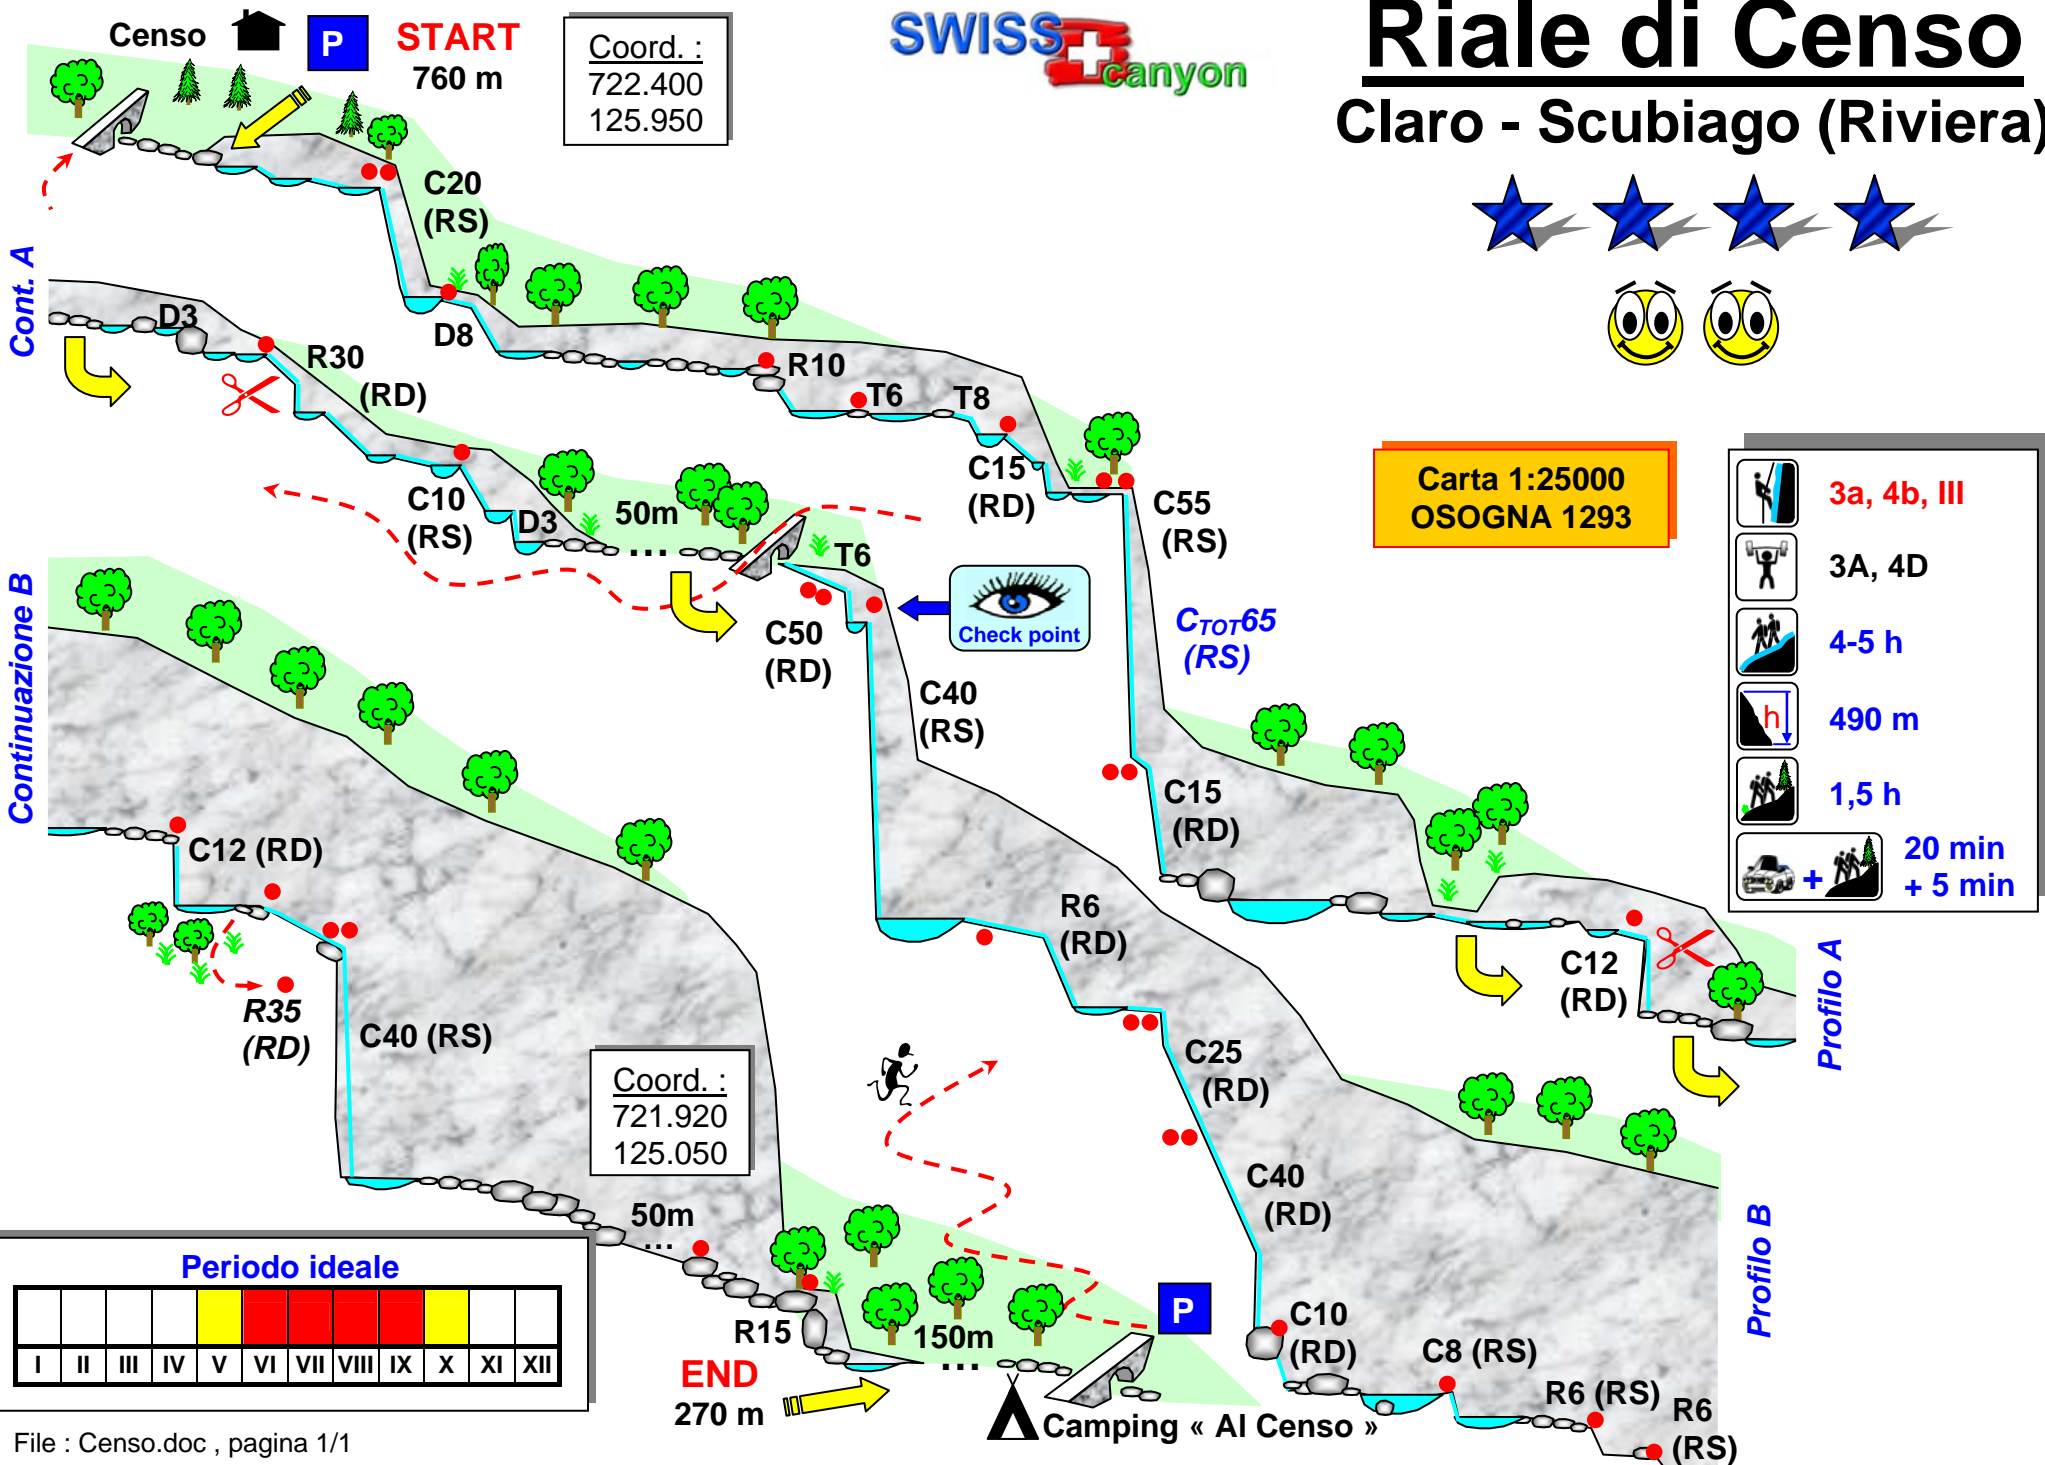 Censo
P
START
760 m
Coord. :
722.400
125.950
SWISS
canyon
Riale di Censo
Claro - Scubiago (Riviera)
C20
(RS)
D8
R10
T6
T8
C15
(RD)
C55
(RS)
CTOT65
(RS)
C15
(RD)
C12
(RD)
Profilo A
Carta 1:25000
OSOGNA 1293
3a, 4b, III
3A, 4D
4-5 h
h
490 m
1,5 h
+
20 min
+ 5 min
Cont. A
D3
R30
(RD)
C10
(RS)
D3
50m
...
T6
C50
(RD)
Check point
C40
(RS)
R6
(RD)
C25
(RD)
C40
(RD)
C10
(RD)
C8 (RS)
R6 (RS)
R6
(RS)
Profilo B
Continuazione B
C12 (RD)
R35
(RD)
C40 (RS)
Coord. :
721.920
125.050
50m
...
R15
150m
...
END
270 m
P
Camping « Al Censo »
Periodo ideale
I II III IV V VI VII VIII IX X XI XII
File : Censo.doc , pagina 1/1